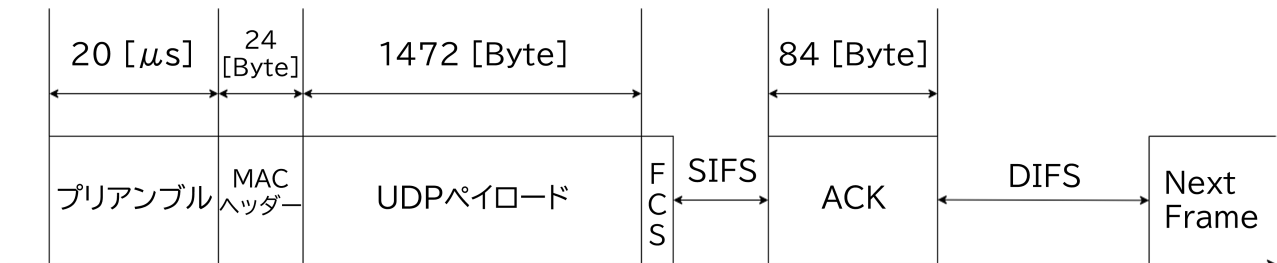 20 [μs]
24
[Byte]
1472 [Byte]
84 [Byte]
プリアンブル
MAC
ヘッダー
UDPペイロード
F
C
S
SIFS
ACK
DIFS
Next
Frame